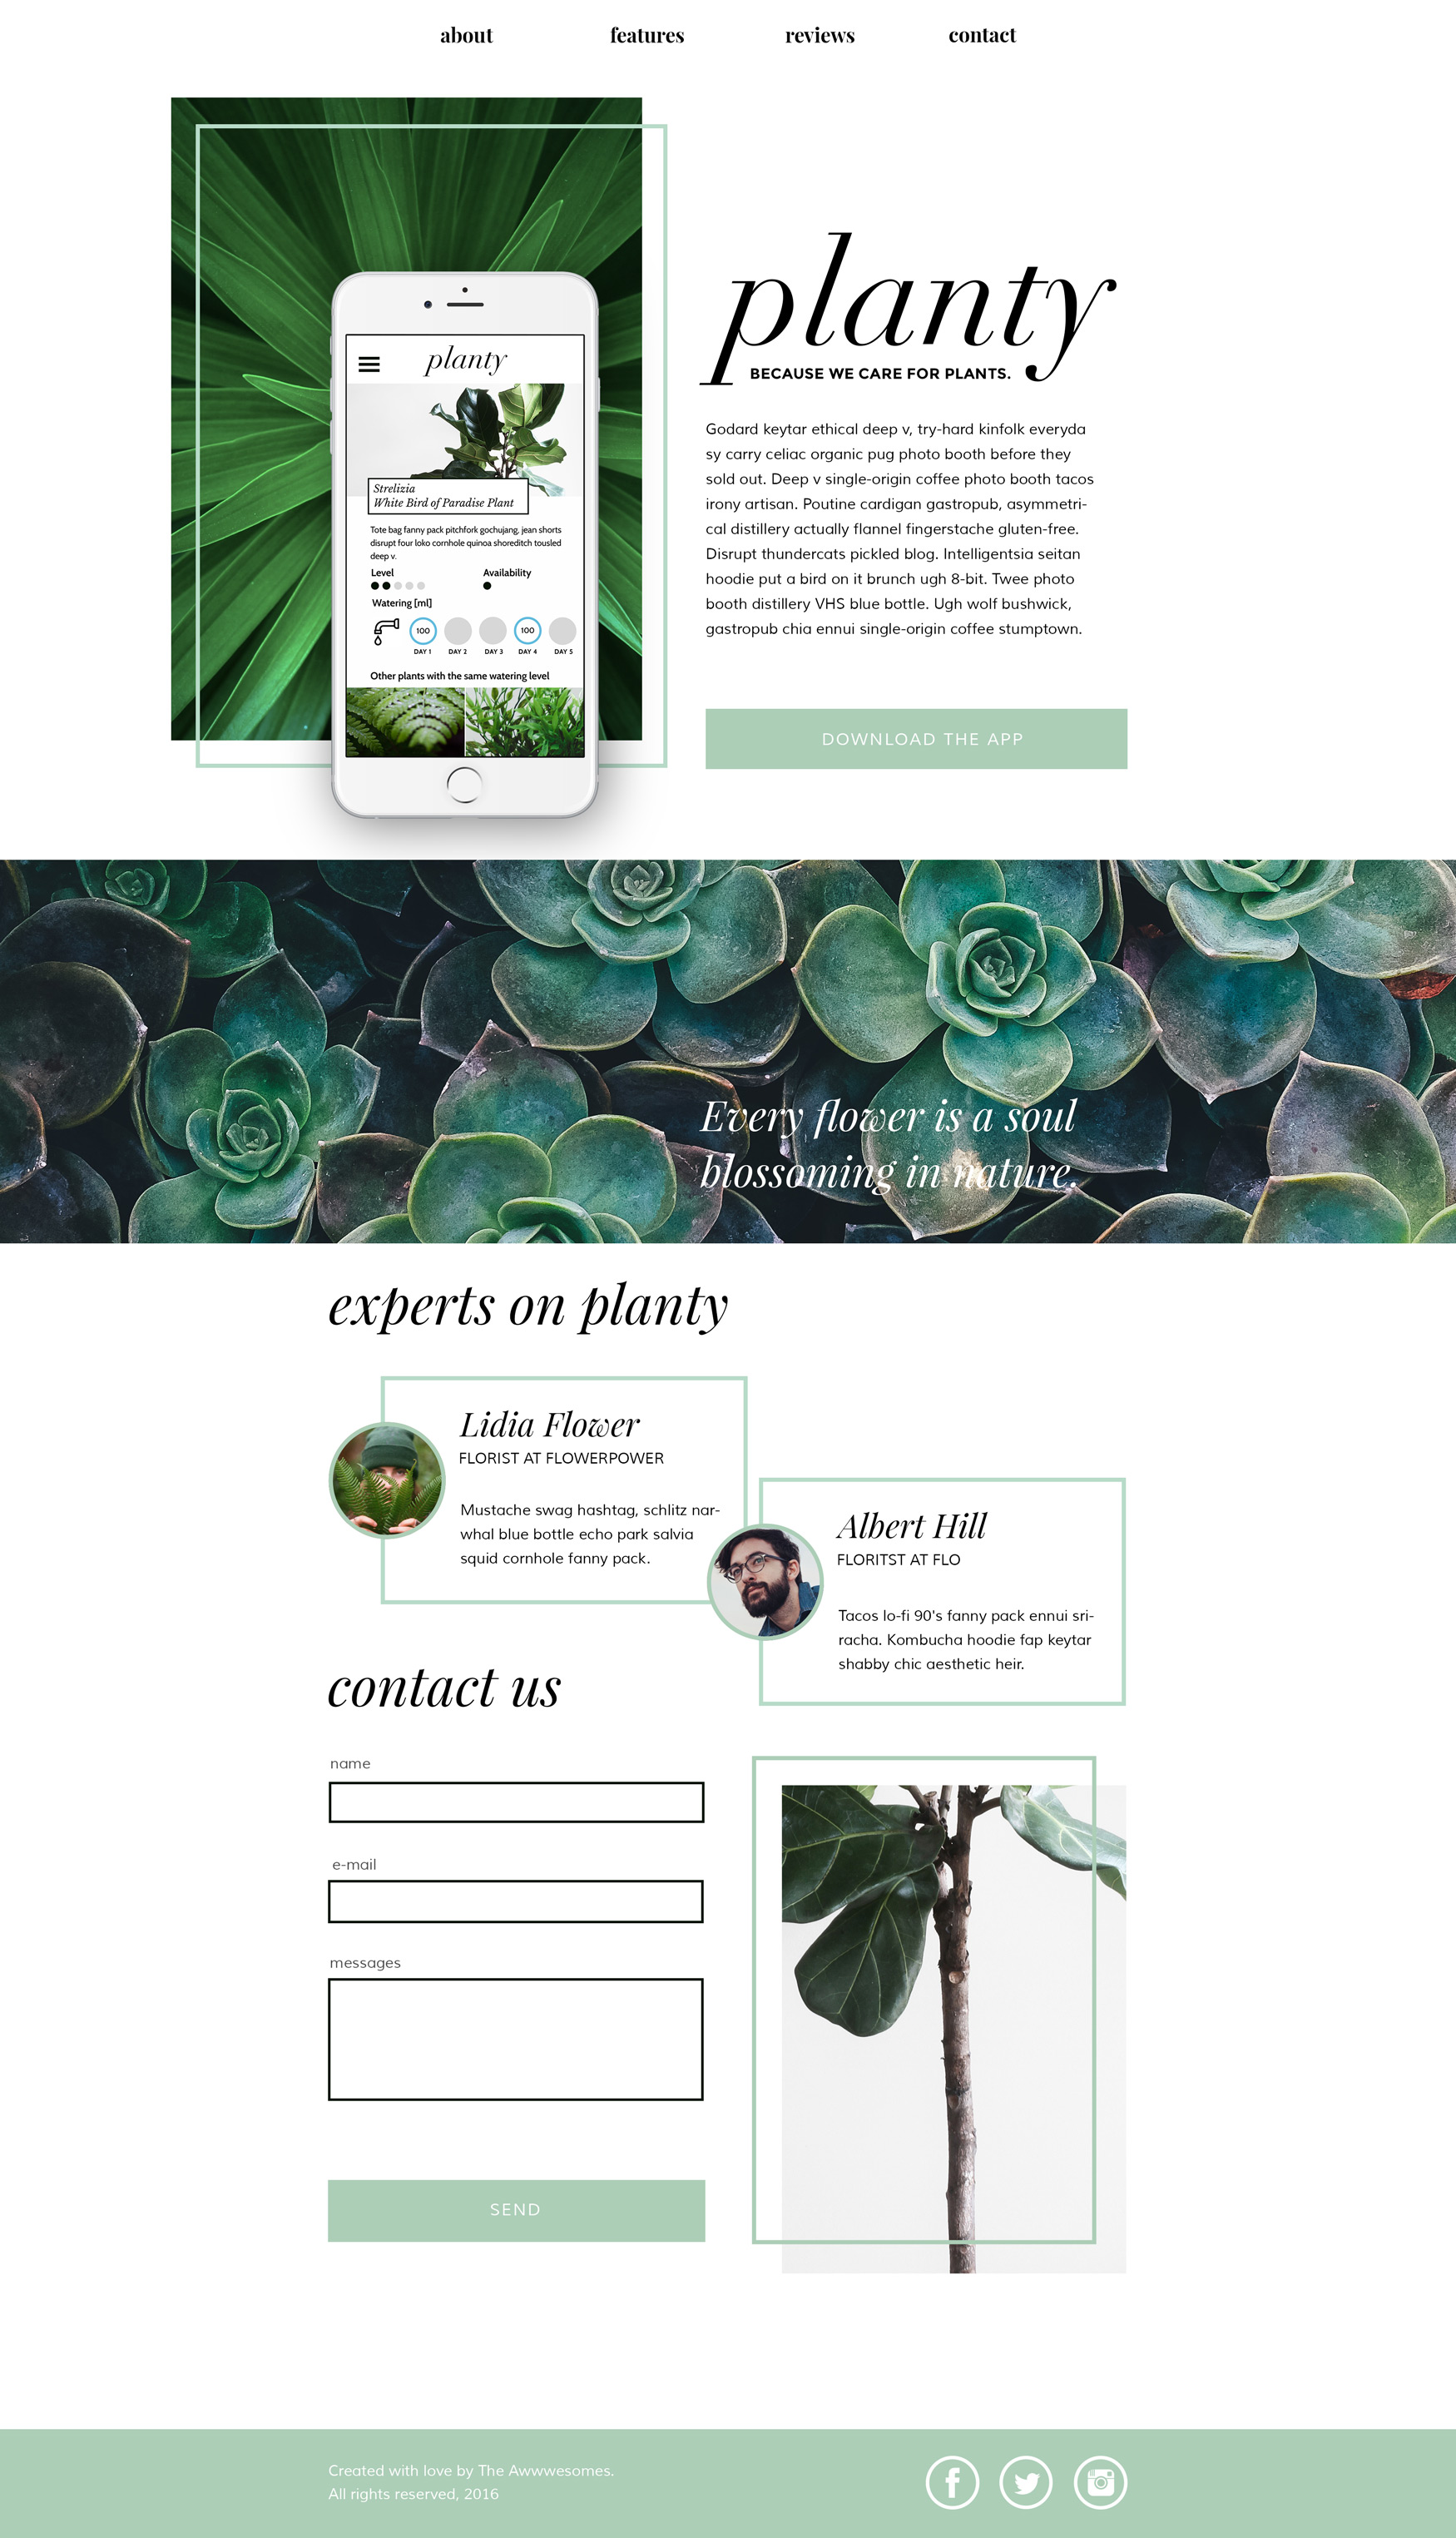 about features reviews contact
planty
BECAUSE WE CARE FOR PLANTS.
planty
Strelizia
White Bird of Paradise Plant
Tote bag fanny pack pitchfork gochujang, jean shorts
disrupt four loko cornhole quinoa shoreditch tousled
deep v.
Level Availability
Watering [ml]
100 100
DAY 1 DAY 2 DAY 3 DAY 4 DAY 5
Other plants with the same watering level
Godard keytar ethical deep v, try-hard kinfolk everyda
sy carry celiac organic pug photo booth before they
sold out. Deep v single-origin coffee photo booth tacos
irony artisan. Poutine cardigan gastropub, asymmetri-
cal distillery actually flannel fingerstache gluten-free.
Disrupt thundercats pickled blog. Intelligentsia seitan
hoodie put a bird on it brunch ugh 8-bit. Twee photo
booth distillery VHS blue bottle. Ugh wolf bushwick,
gastropub chia ennui single-origin coffee stumptown.
DOWNLOAD THE APP
Every flower is a soul
blossoming in nature.
experts on planty
Lidia Flower
FLORIST AT FLOWERPOWER
Mustache swag hashtag, schlitz nar-
whal blue bottle echo park salvia
squid cornhole fanny pack.
Albert Hill
FLORITST AT FLO
Tacos lo-fi 90's fanny pack ennui sri-
racha. Kombucha hoodie fap keytar
shabby chic aesthetic heir.
contact us
name
e-mail
messages
SEND
Created with love by The Awwwesomes.
All rights reserved, 2016